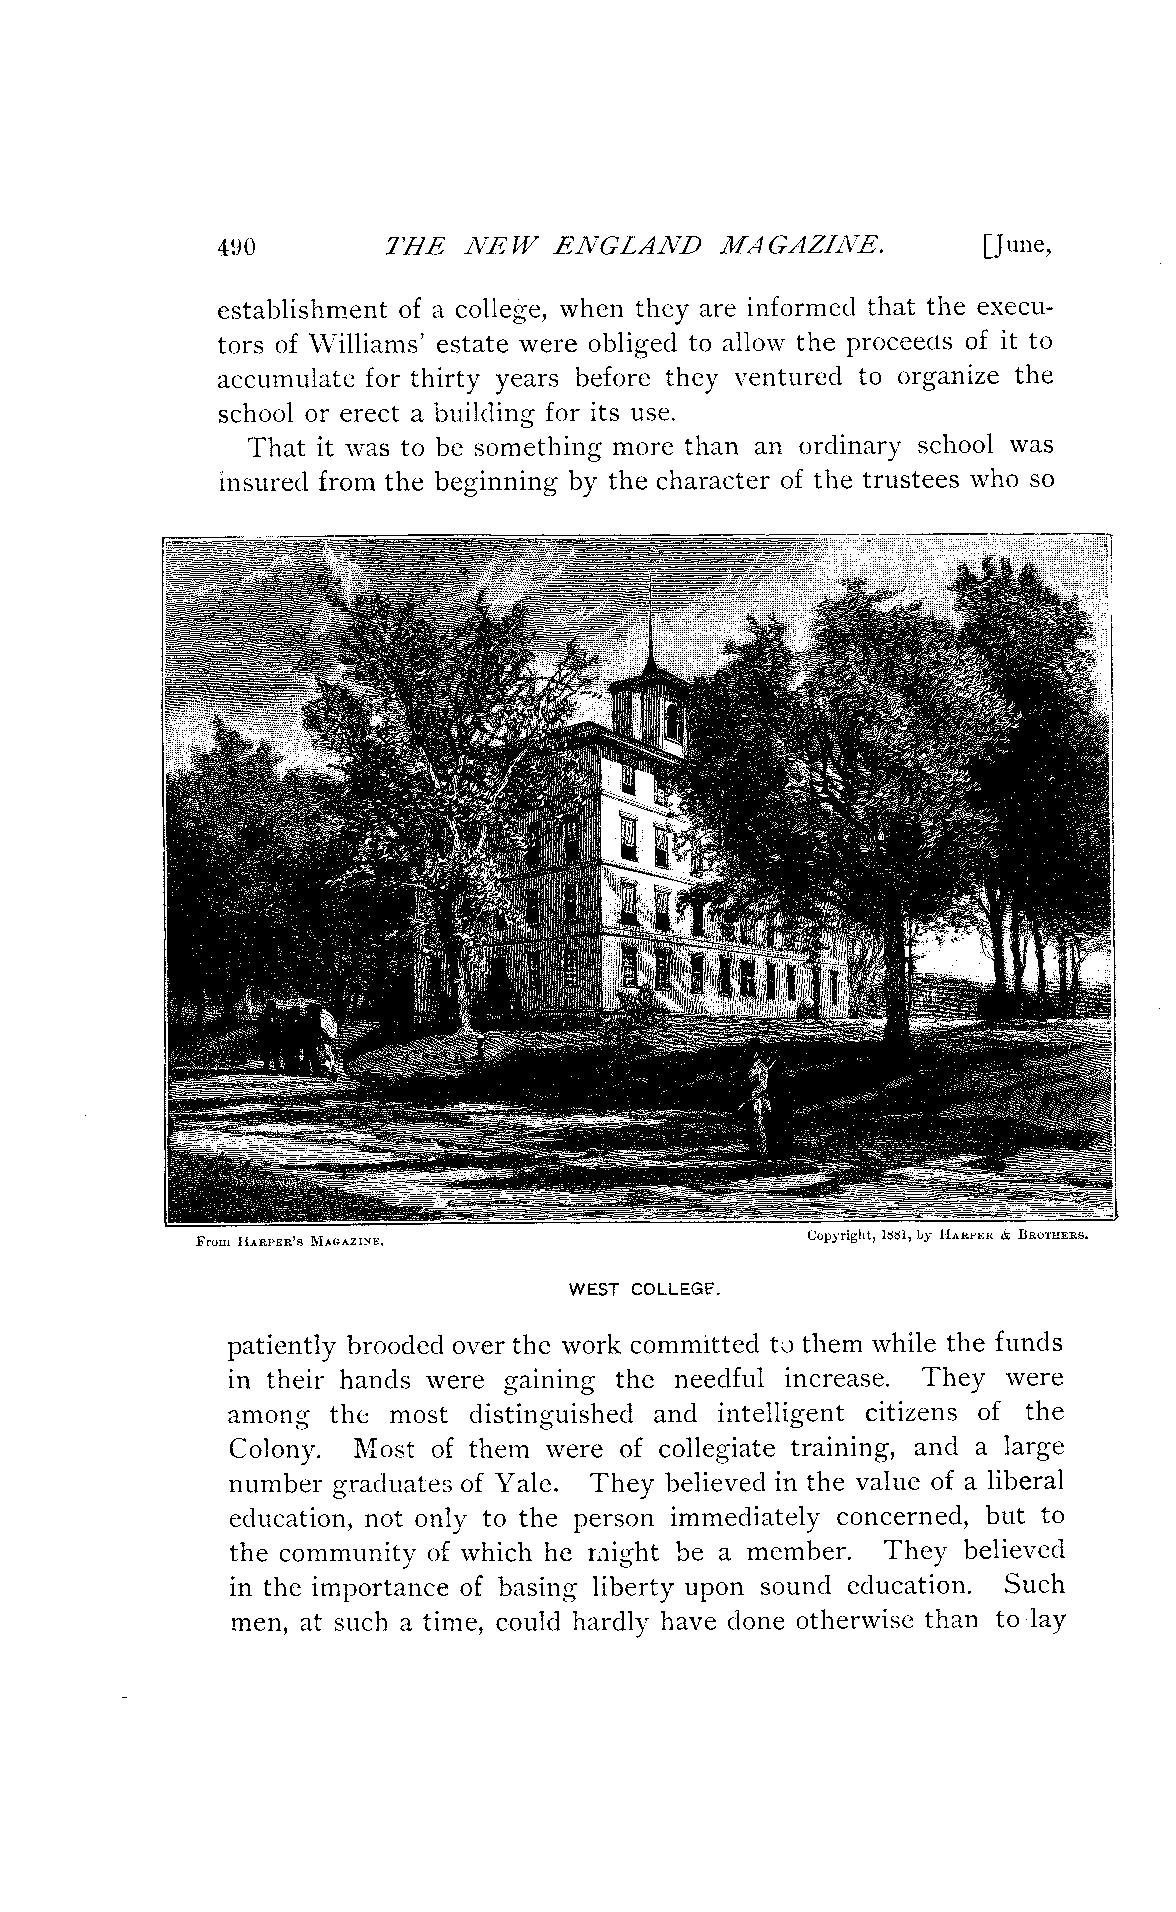 490 THE NEW ENGLAND MAGAZINE. [June,
establishment of a college, when they are informed that the execu-
tors of Williams' estate were obliged to allow the proceeds of it to
accumulate for thirty years before they ventured to organize the
school or erect a building for its use.
That it was to be something more than an ordinary school was
insured from the beginning by the character of the trustees who so
From HARPER'S MAGAZINE. Copyright, 1881, by HARPER & BROTHERS.
WEST COLLEGE.
patiently brooded over the work committed to them while the funds
in their hands were gaining the needful increase. They were
among the most distinguished and intelligent citizens of the
Colony. Most of them were of collegiate training, and a large
number graduates of Yale. They believed in the value of a liberal
education, not only to the person immediately concerned, but to
the community of which he might be a member. They believed
in the importance of basing liberty upon sound education. Such
men, at such a time, could hardly have done otherwise than to lay